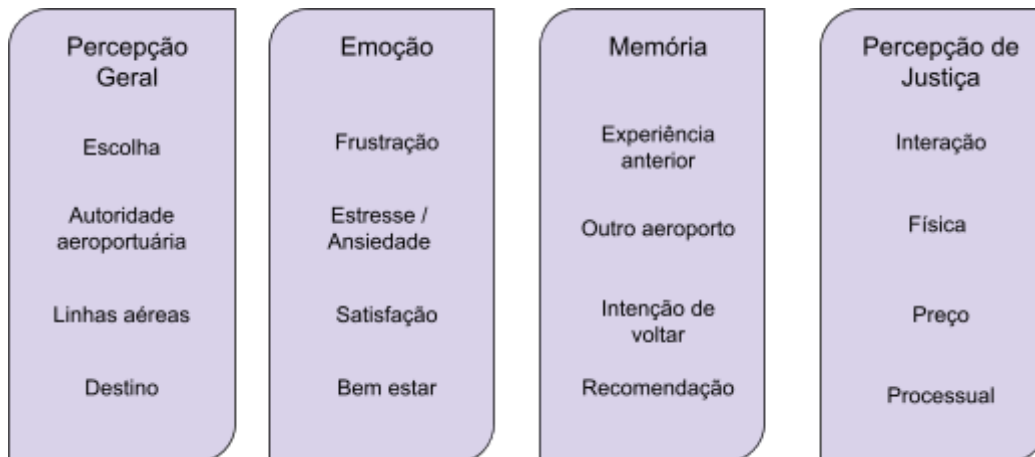 Percepção
Geral
Escolha
Autoridade
aeroportuária
Linhas aéreas
Destino
Emoção
Frustração
Estresse /
Ansiedade
Satisfação
Bem estar
Memória
Experiência
anterior
Outro aeroporto
Intenção de
voltar
Recomendação
Percepção de
Justiça
Interação
Física
Preço
Processual